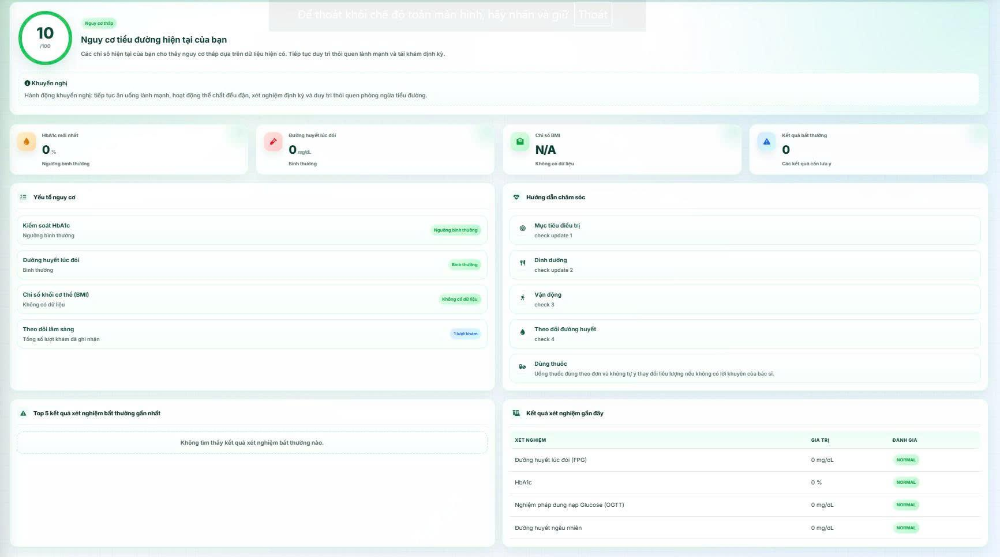 Để thoát khỏi chế độ toàn màn hình, hãy nhấn và giữ Thoát
10
/100
Nguy cơ thấp
Nguy cơ tiểu đường hiện tại của bạn
Các chỉ số hiện tại của bạn cho thấy nguy cơ thấp dựa trên dữ liệu hiện có. Tiếp tục duy trì thói quen lành mạnh và tái khám định kỳ.
Khuyến nghị
Hành động khuyến nghị: tiếp tục ăn uống lành mạnh, hoạt động thể chất đều đặn, xét nghiệm định kỳ và duy trì thói quen phòng ngừa tiểu đường.
HbA1c mới nhất
0 %
Ngưỡng bình thường
Đường huyết lúc đói
0 mg/dL
Bình thường
Chỉ số BMI
N/A
Không có dữ liệu
Kết quả bất thường
0
Các kết quả cần lưu ý
Yếu tố nguy cơ
Kiểm soát HbA1c
Ngưỡng bình thường
Ngưỡng bình thường
Đường huyết lúc đói
Bình thường
Bình thường
Chỉ số khối cơ thể (BMI)
Không có dữ liệu
Không có dữ liệu
Theo dõi lâm sàng
Tổng số lượt khám đã ghi nhận
1 lượt khám
Hướng dẫn chăm sóc
Mục tiêu điều trị
check update 1
Dinh dưỡng
check update 2
Vận động
check 3
Theo dõi đường huyết
check 4
Dùng thuốc
Uống thuốc đúng theo đơn và không tự ý thay đổi liều lượng nếu không có lời khuyên của bác sĩ.
Top 5 kết quả xét nghiệm bất thường gần nhất
Không tìm thấy kết quả xét nghiệm bất thường nào.
Kết quả xét nghiệm gần đây
XÉT NGHIỆM GIÁ TRỊ ĐÁNH GIÁ
Đường huyết lúc đói (FPG) 0 mg/dL NORMAL
HbA1c 0 % NORMAL
Nghiệm pháp dung nạp Glucose (OGTT) 0 mg/dL NORMAL
Đường huyết ngẫu nhiên 0 mg/dL NORMAL